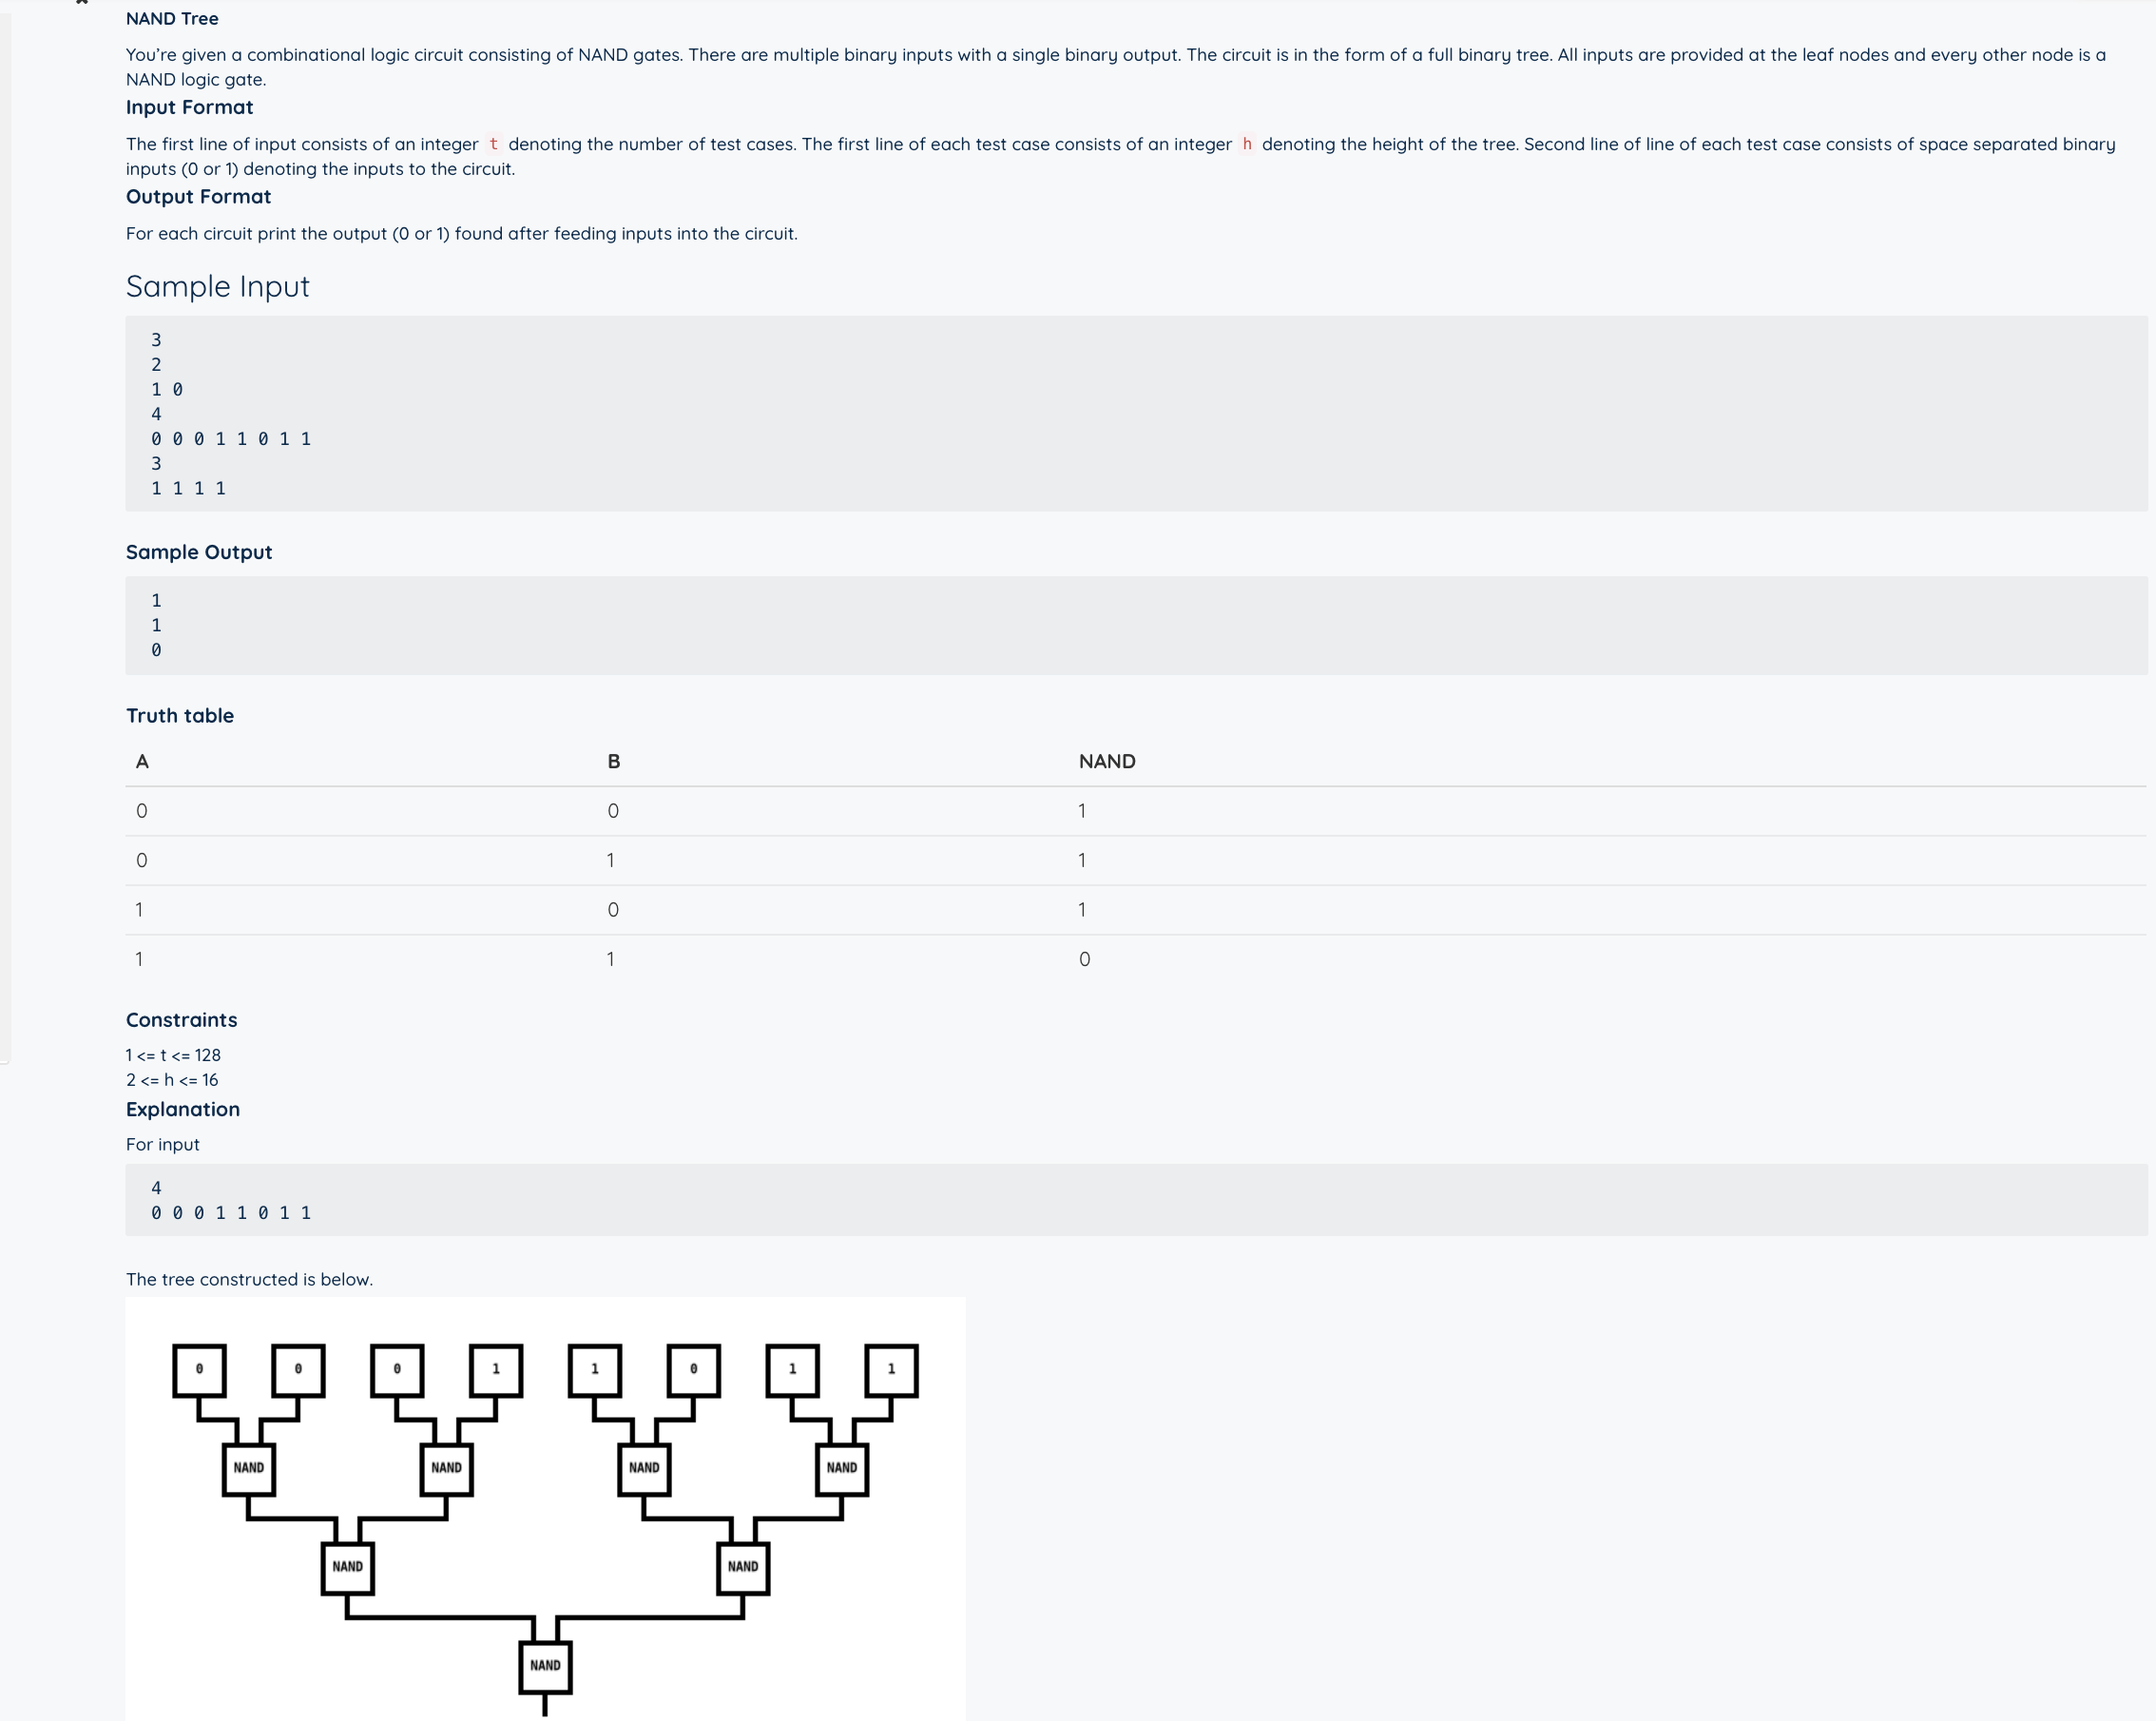 NAND Tree
You’re given a combinational logic circuit consisting of NAND gates. There are multiple binary inputs with a single binary output. The circuit is in the form of a full binary tree. All inputs are provided at the leaf nodes and every other node is a
NAND logic gate.
Input Format
The first line of input consists of an integer t denoting the number of test cases. The first line of each test case consists of an integer h denoting the height of the tree. Second line of line of each test case consists of space separated binary
inputs (0 or 1) denoting the inputs to the circuit.
Output Format
For each circuit print the output (0 or 1) found after feeding inputs into the circuit.
Sample Input
3
2
1 0
4
0 0 0 1 1 0 1 1
3
1 1 1 1
Sample Output
1
1
0
Truth table
A B NAND
0 0 1
0 1 1
1 0 1
1 1 0
Constraints
1 <= t <= 128
2 <= h <= 16
Explanation
For input
4
0 0 0 1 1 0 1 1
The tree constructed is below.
0 0 0 1 1 0 1 1
NAND NAND NAND NAND
NAND NAND
NAND